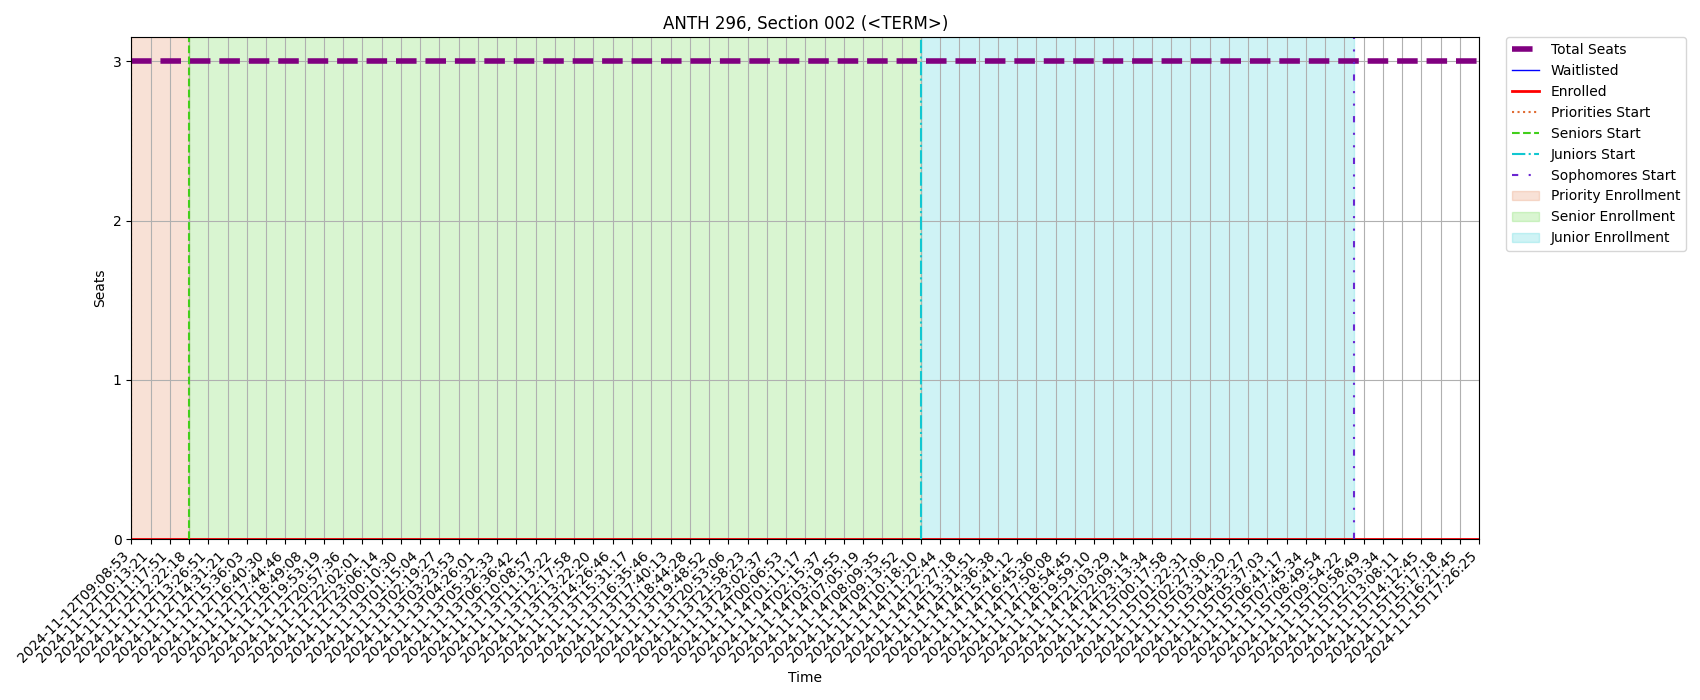 ANTH 296, Section 002 (<TERM>)
3
2
1
0
Seats
2024-11-12T09:08:53
2024-11-12T10:13:21
2024-11-12T11:17:51
2024-11-12T12:22:18
2024-11-12T13:26:51
2024-11-12T14:31:21
2024-11-12T15:36:03
2024-11-12T16:40:30
2024-11-12T17:44:46
2024-11-12T18:49:08
2024-11-12T19:53:19
2024-11-12T20:57:36
2024-11-12T22:02:01
2024-11-12T23:06:14
2024-11-13T00:10:30
2024-11-13T01:15:04
2024-11-13T02:19:27
2024-11-13T03:23:53
2024-11-13T04:26:01
2024-11-13T05:32:33
2024-11-13T06:36:42
2024-11-13T10:08:57
2024-11-13T11:13:22
2024-11-13T12:17:58
2024-11-13T13:22:20
2024-11-13T14:26:46
2024-11-13T15:31:17
2024-11-13T16:35:46
2024-11-13T17:40:13
2024-11-13T18:44:28
2024-11-13T19:48:52
2024-11-13T20:53:06
2024-11-13T21:58:23
2024-11-13T23:02:37
2024-11-14T00:06:53
2024-11-14T01:11:17
2024-11-14T02:15:37
2024-11-14T03:19:55
2024-11-14T07:05:19
2024-11-14T08:09:35
2024-11-14T09:13:52
2024-11-14T10:18:10
2024-11-14T11:22:44
2024-11-14T12:27:18
2024-11-14T13:31:51
2024-11-14T14:36:38
2024-11-14T15:41:12
2024-11-14T16:45:36
2024-11-14T17:50:08
2024-11-14T18:54:45
2024-11-14T19:59:10
2024-11-14T21:03:29
2024-11-14T22:09:14
2024-11-14T23:13:34
2024-11-15T00:17:58
2024-11-15T01:22:31
2024-11-15T02:27:06
2024-11-15T03:31:20
2024-11-15T04:32:27
2024-11-15T05:37:03
2024-11-15T06:41:17
2024-11-15T07:45:34
2024-11-15T08:49:54
2024-11-15T09:54:22
2024-11-15T10:58:49
2024-11-15T12:03:34
2024-11-15T13:08:11
2024-11-15T14:12:45
2024-11-15T15:17:18
2024-11-15T16:21:45
2024-11-15T17:26:25
Time
Total Seats
Waitlisted
Enrolled
Priorities Start
Seniors Start
Juniors Start
Sophomores Start
Priority Enrollment
Senior Enrollment
Junior Enrollment